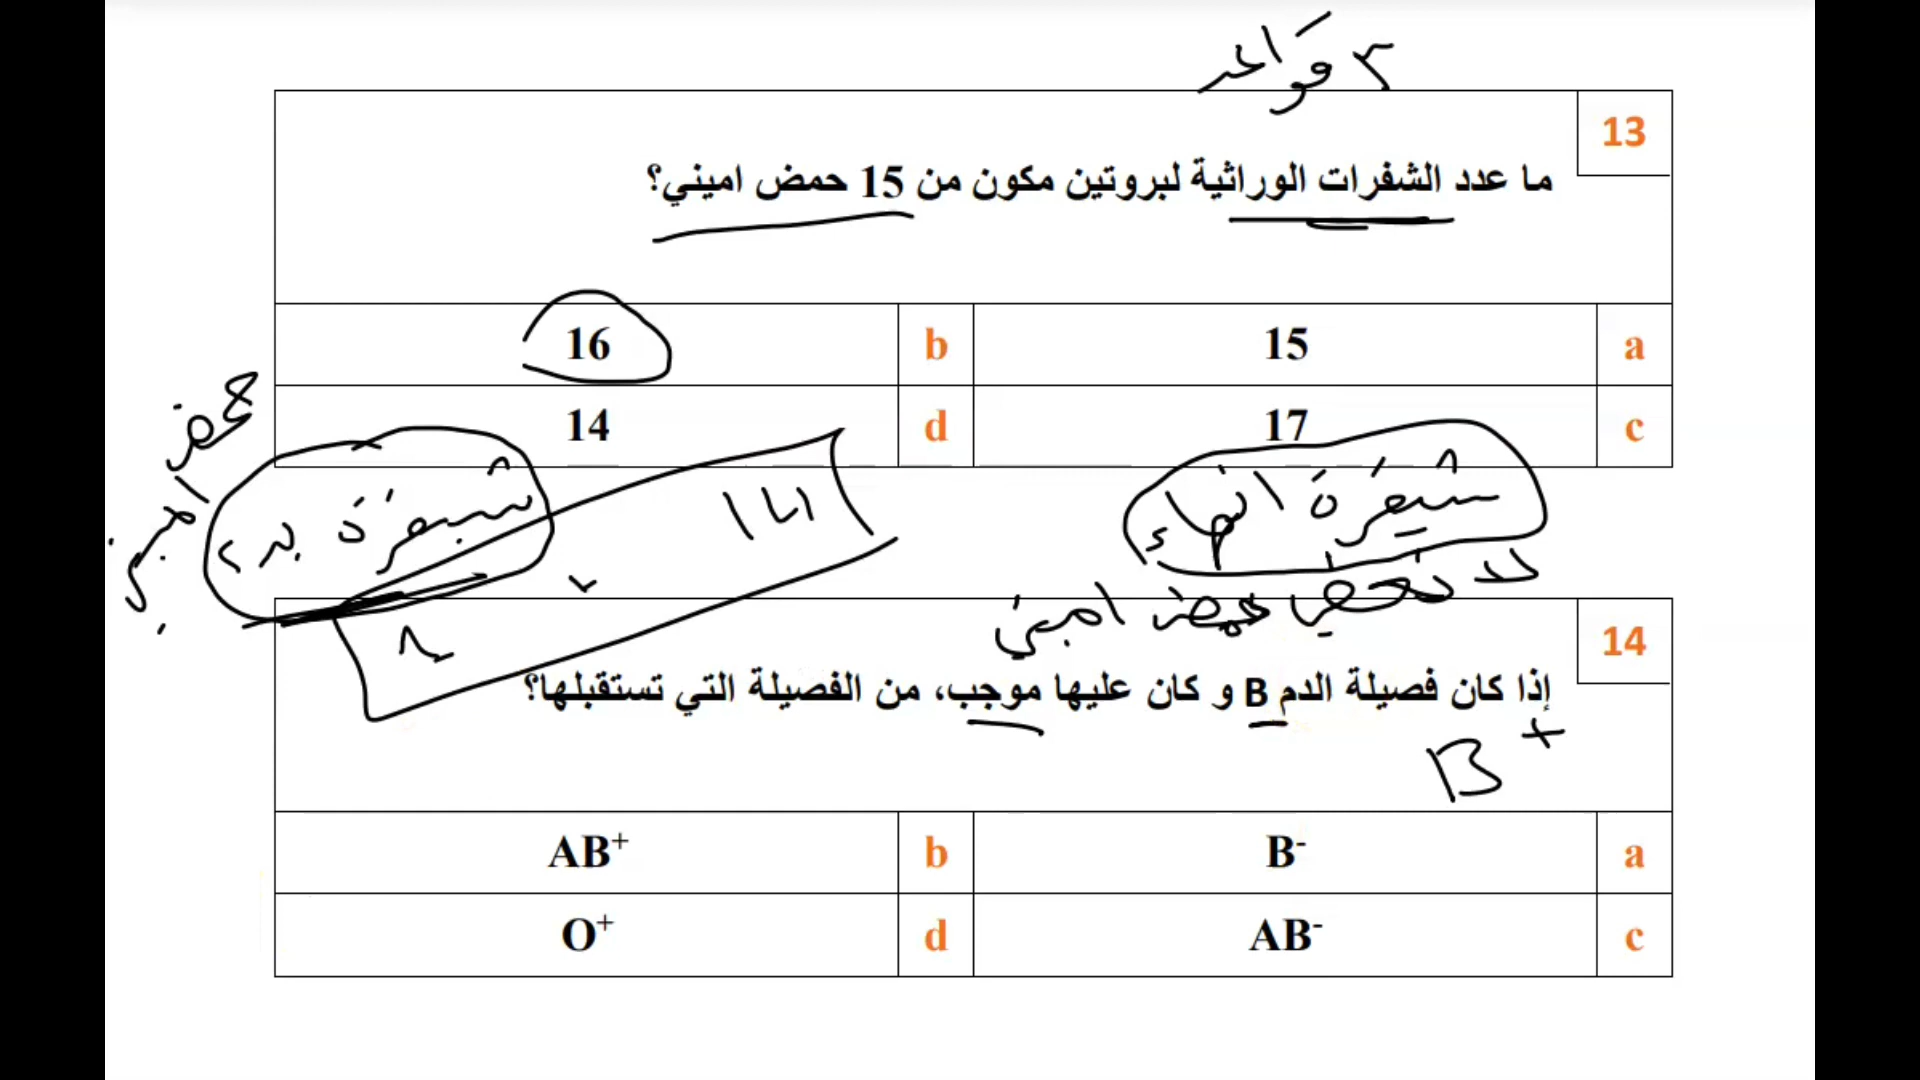 ٣ قواعد
13
ما عدد الشفرات الوراثية لبروتين مكون من 15 حمض اميني؟
a 15 b 16
c 17 d 14
شيفرة انهاء
لا تعطي حمض اميني
شيفرة بدء
حمض اميني
14
إذا كان فصيلة الدم B و كان عليها موجب، من الفصيلة التي تستقبلها؟
B+
a B- b AB+
c AB- d O+